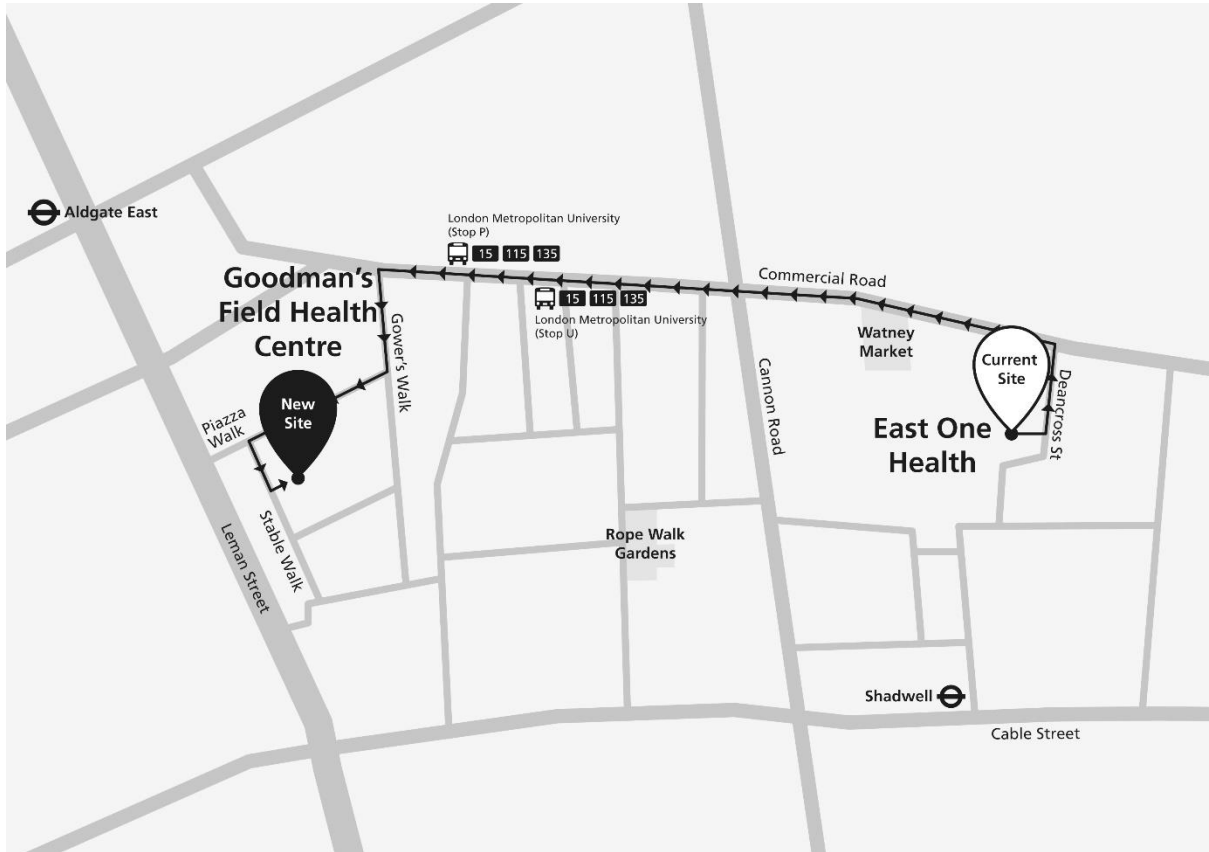 Aldgate East
London Metropolitan University
(Stop P)
15 115 135
Goodman's
Field Health
Centre
15 115 135
London Metropolitan University
(Stop U)
Commercial Road
Watney
Market
Current
Site
Deancross St
East One
Health
Gower's Walk
New
Site
Piazza
Walk
Stable Walk
Leman Street
Cannon Road
Rope Walk
Gardens
Shadwell
Cable Street